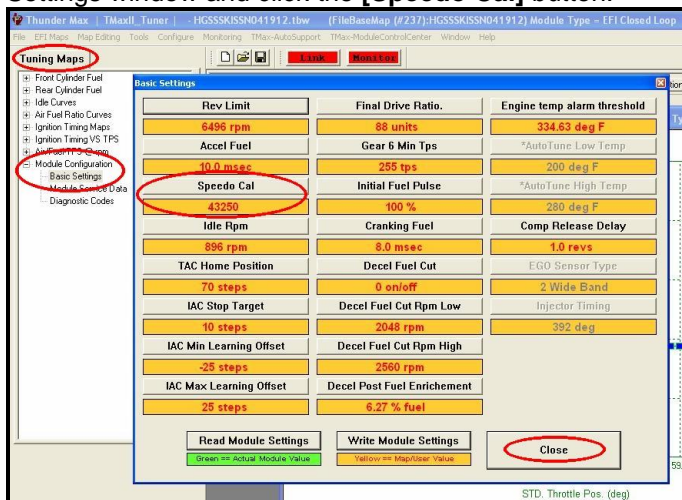 Settings window and click the [Speedo Cal] button.
Thunder Max | TMaxII_Tuner | - HGSSSKISSN041912.tbw (FileBaseMap (#237):HGSSSKISSN041912) Module Type - EFI Closed Loop
File EFI Maps Map Editing Tools Configure Monitoring TMax-AutoSupport TMax-ModuleControlCenter Window Help
Tuning Maps
Link
Monitor
Front Cylinder Fuel
Rear Cylinder Fuel
Idle Curves
Air Fuel Ratio Curves
Ignition Timing Maps
Ignition Timing VS TPS
Air/Fuel/TPS @ rpm
Module Configuration
Basic Settings
Module Service Data
Diagnostic Codes
Basic Settings
Rev Limit
6496 rpm
Accel Fuel
10.0 msec
Speedo Cal
43250
Idle Rpm
896 rpm
TAC Home Position
70 steps
IAC Stop Target
10 steps
IAC Min Learning Offset
-25 steps
IAC Max Learning Offset
25 steps
Final Drive Ratio.
88 units
Gear 6 Min Tps
255 tps
Initial Fuel Pulse
100 %
Cranking Fuel
8.0 msec
Decel Fuel Cut
0 on/off
Decel Fuel Cut Rpm Low
2048 rpm
Decel Fuel Cut Rpm High
2560 rpm
Decel Post Fuel Enrichement
6.27 % fuel
Engine temp alarm threshold
334.63 deg F
*AutoTune Low Temp
200 deg F
*AutoTune High Temp
280 deg F
Comp Release Delay
1.0 revs
EGO Sensor Type
2 Wide Band
Injector Timing
392 deg
Read Module Settings
Green == Actual Module Value
Write Module Settings
Yellow == Map/User Value
Close
STD. Throttle Pos. (deg)